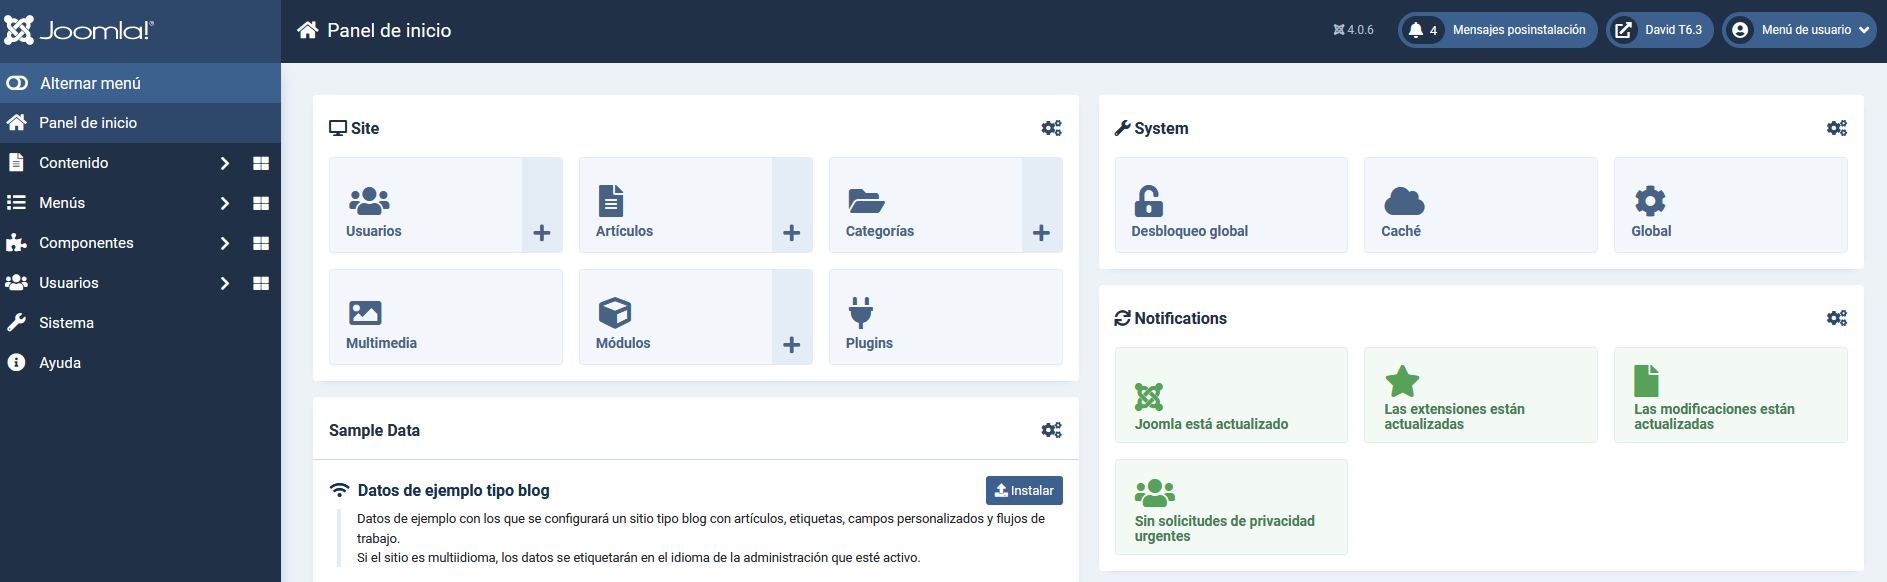 Joomla!
Panel de inicio
4.0.6
4
Mensajes posinstalación
David T6.3
Menú de usuario
Alternar menú
Panel de inicio
Contenido
Menús
Componentes
Usuarios
Sistema
Ayuda
Site
Usuarios
Artículos
Categorías
Multimedia
Módulos
Plugins
Sample Data
Datos de ejemplo tipo blog
Instalar
Datos de ejemplo con los que se configurará un sitio tipo blog con artículos, etiquetas, campos personalizados y flujos de
trabajo.
Si el sitio es multiidioma, los datos se etiquetarán en el idioma de la administración que esté activo.
System
Desbloqueo global
Caché
Global
Notifications
Joomla está actualizado
Las extensiones están
actualizadas
Las modificaciones están
actualizadas
Sin solicitudes de privacidad
urgentes